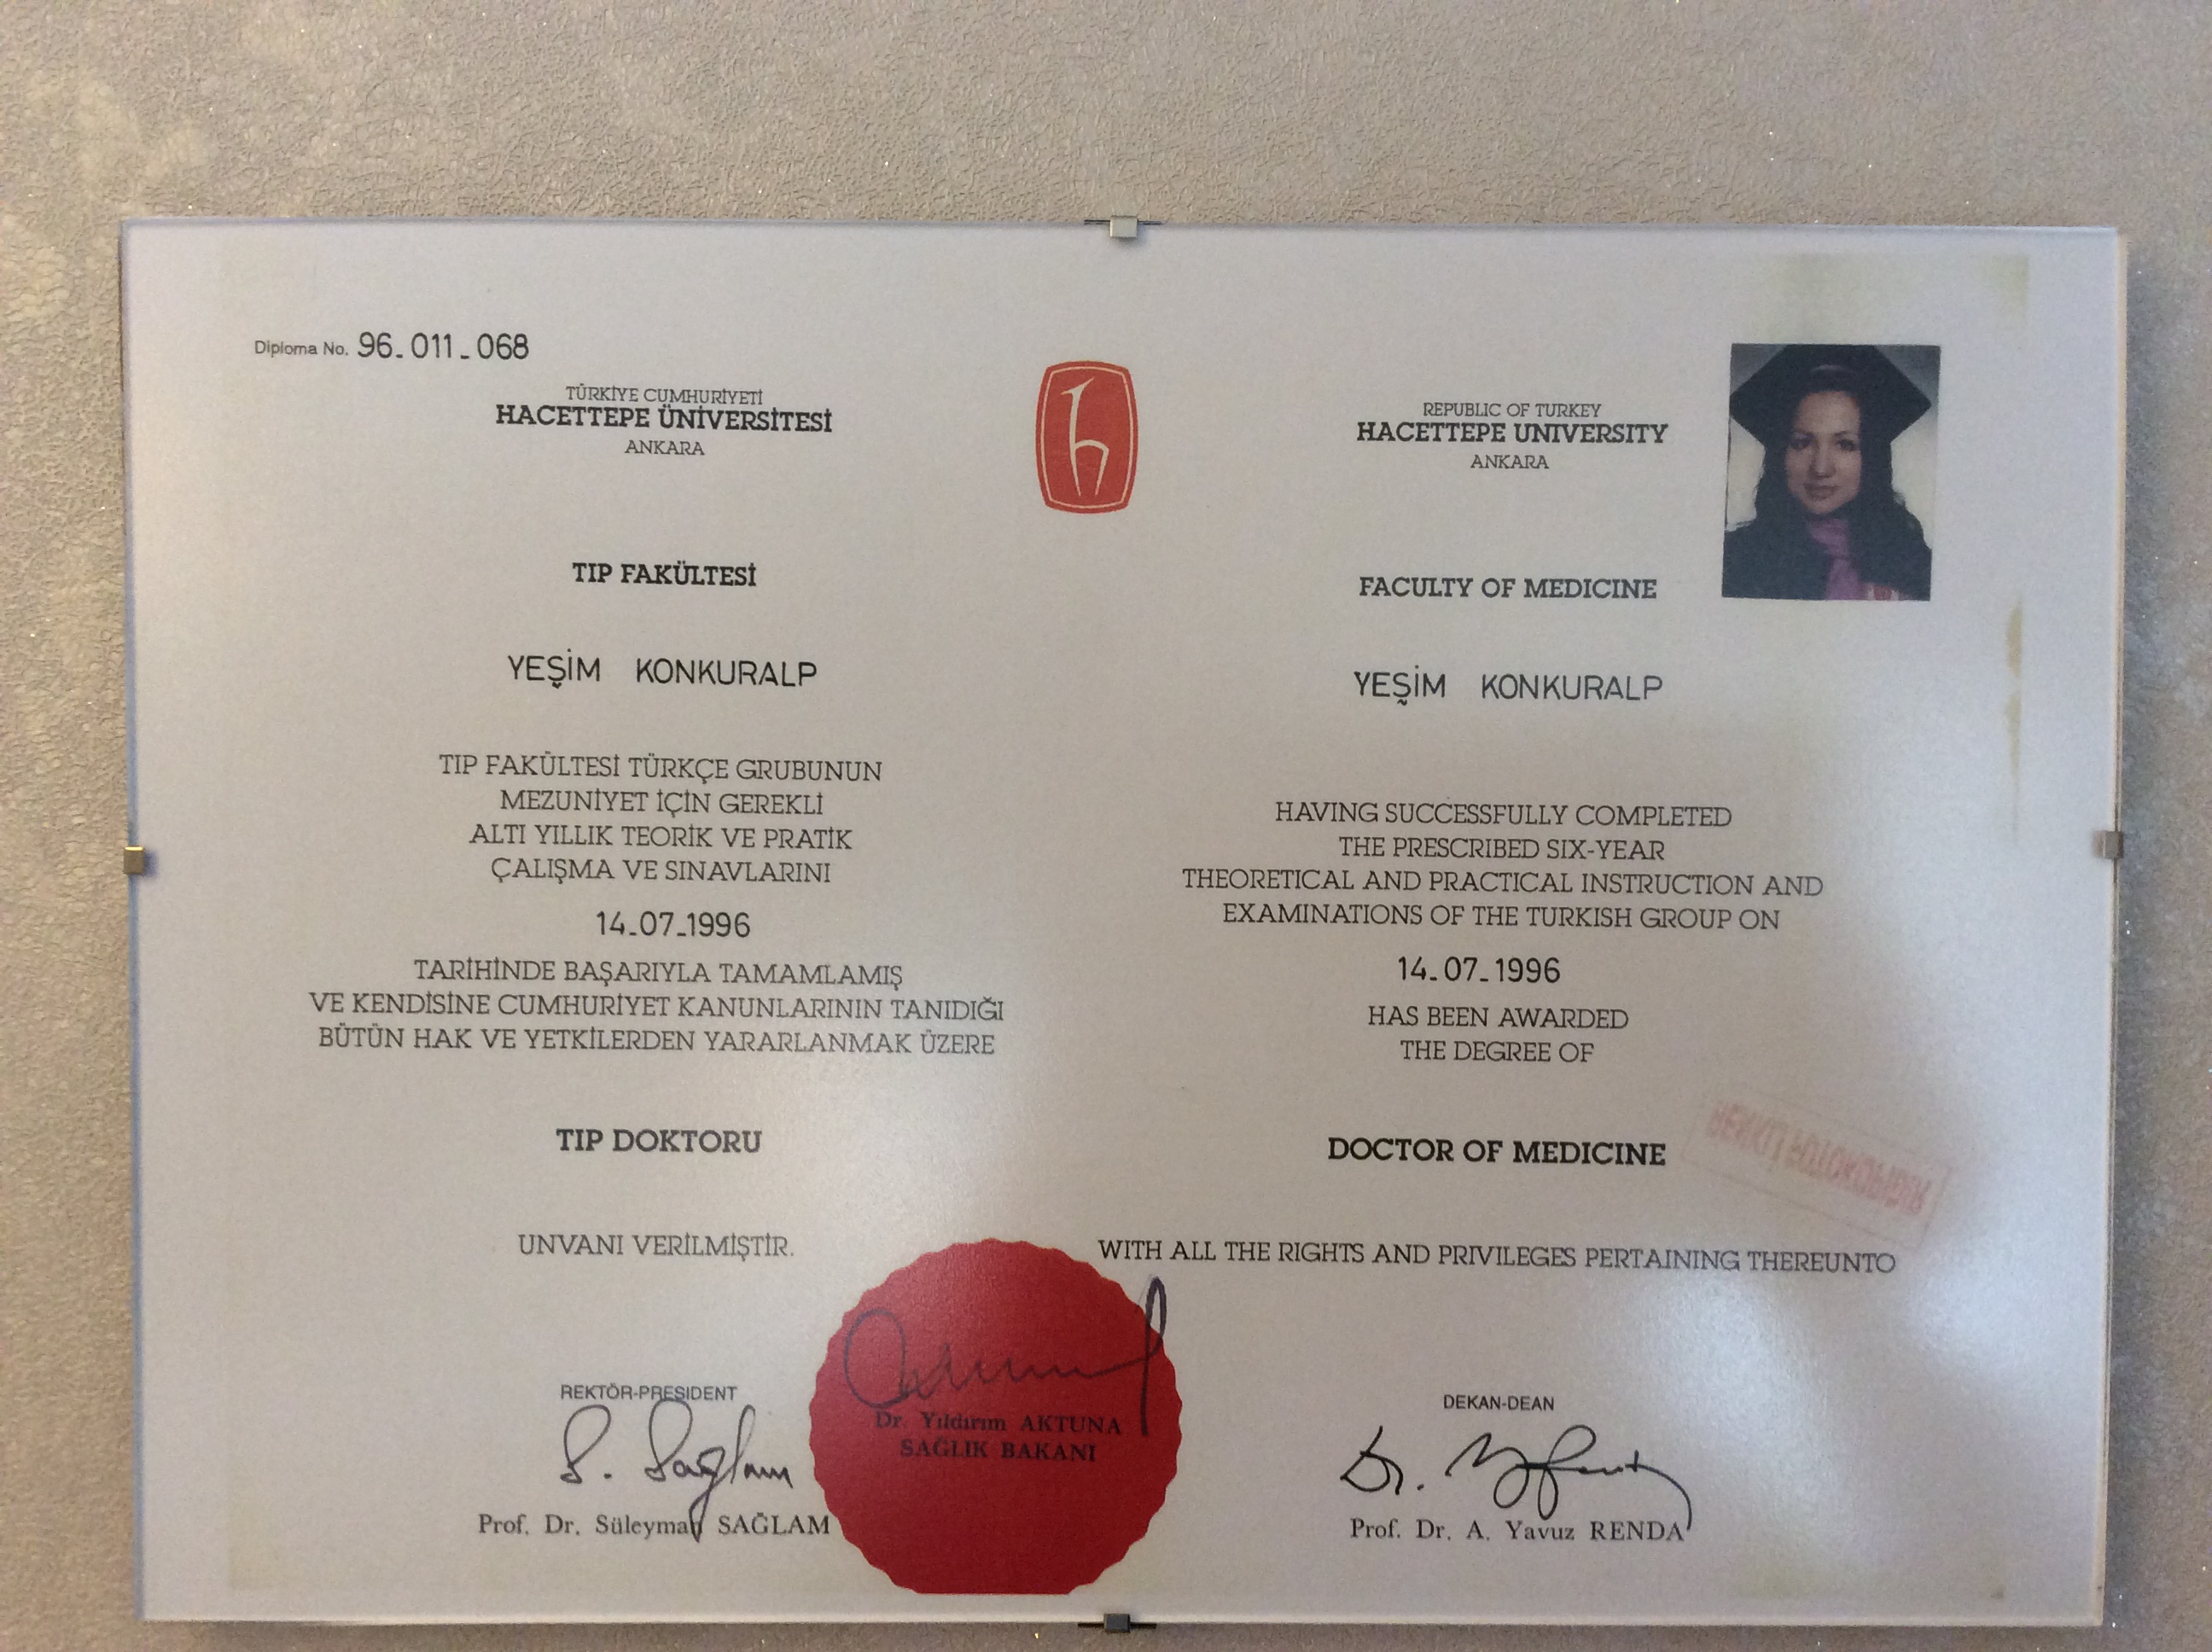 Diploma No. 96_011_068
TÜRKİYE CUMHURİYETİ
HACETTEPE ÜNİVERSİTESİ
ANKARA
TIP FAKÜLTESİ
YEŞİM KONKURALP
TIP FAKÜLTESİ TÜRKÇE GRUBUNUN
MEZUNİYET İÇİN GEREKLİ
ALTI YILLIK TEORİK VE PRATİK
ÇALIŞMA VE SINAVLARINI
14_07_1996
TARİHİNDE BAŞARIYLA TAMAMLAMIŞ
VE KENDİSİNE CUMHURİYET KANUNLARININ TANIDIĞI
BÜTÜN HAK VE YETKİLERDEN YARARLANMAK ÜZERE
TIP DOKTORU
UNVANI VERİLMİŞTİR.
REKTÖR-PRESIDENT
S. Sağlam
Prof. Dr. Süleyman SAĞLAM
h
REPUBLIC OF TURKEY
HACETTEPE UNIVERSITY
ANKARA
FACULTY OF MEDICINE
YEŞİM KONKURALP
HAVING SUCCESSFULLY COMPLETED
THE PRESCRIBED SIX-YEAR
THEORETICAL AND PRACTICAL INSTRUCTION AND
EXAMINATIONS OF THE TURKISH GROUP ON
14_07_1996
HAS BEEN AWARDED
THE DEGREE OF
DOCTOR OF MEDICINE
RENKLİ FOTOKOPİDİR
WITH ALL THE RIGHTS AND PRIVILEGES PERTAINING THEREUNTO
Dr. Yıldırım AKTUNA
SAĞLIK BAKANI
DEKAN-DEAN
Dr.
Prof. Dr. A. Yavuz RENDA